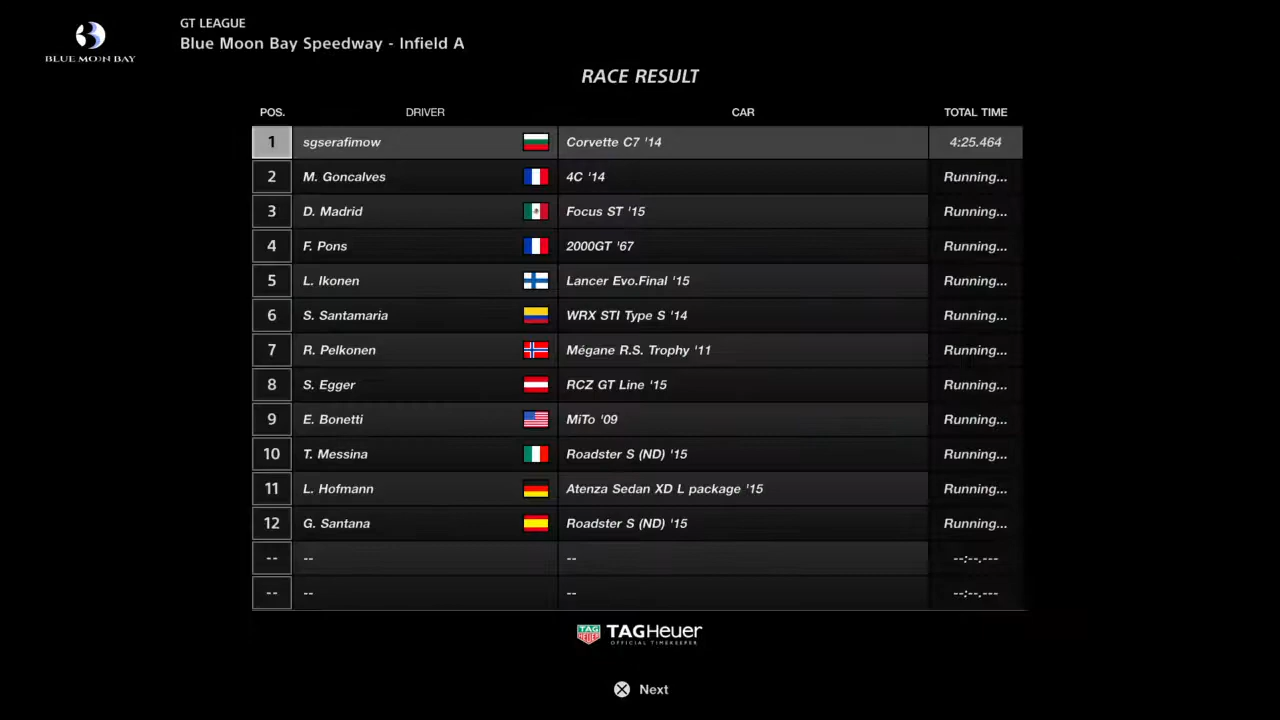 GT LEAGUE
Blue Moon Bay Speedway - Infield A
BLUE MOON BAY
RACE RESULT
POS. DRIVER CAR TOTAL TIME
1 sgserafimow Corvette C7 '14 4:25.464
2 M. Goncalves 4C '14 Running...
3 D. Madrid Focus ST '15 Running...
4 F. Pons 2000GT '67 Running...
5 L. Ikonen Lancer Evo.Final '15 Running...
6 S. Santamaria WRX STI Type S '14 Running...
7 R. Pelkonen Mégane R.S. Trophy '11 Running...
8 S. Egger RCZ GT Line '15 Running...
9 E. Bonetti MiTo '09 Running...
10 T. Messina Roadster S (ND) '15 Running...
11 L. Hofmann Atenza Sedan XD L package '15 Running...
12 G. Santana Roadster S (ND) '15 Running...
-- -- -- --:--.---
-- -- -- --:--.---
TAG HEUER TAGHeuer
OFFICIAL TIMEKEEPER
Next